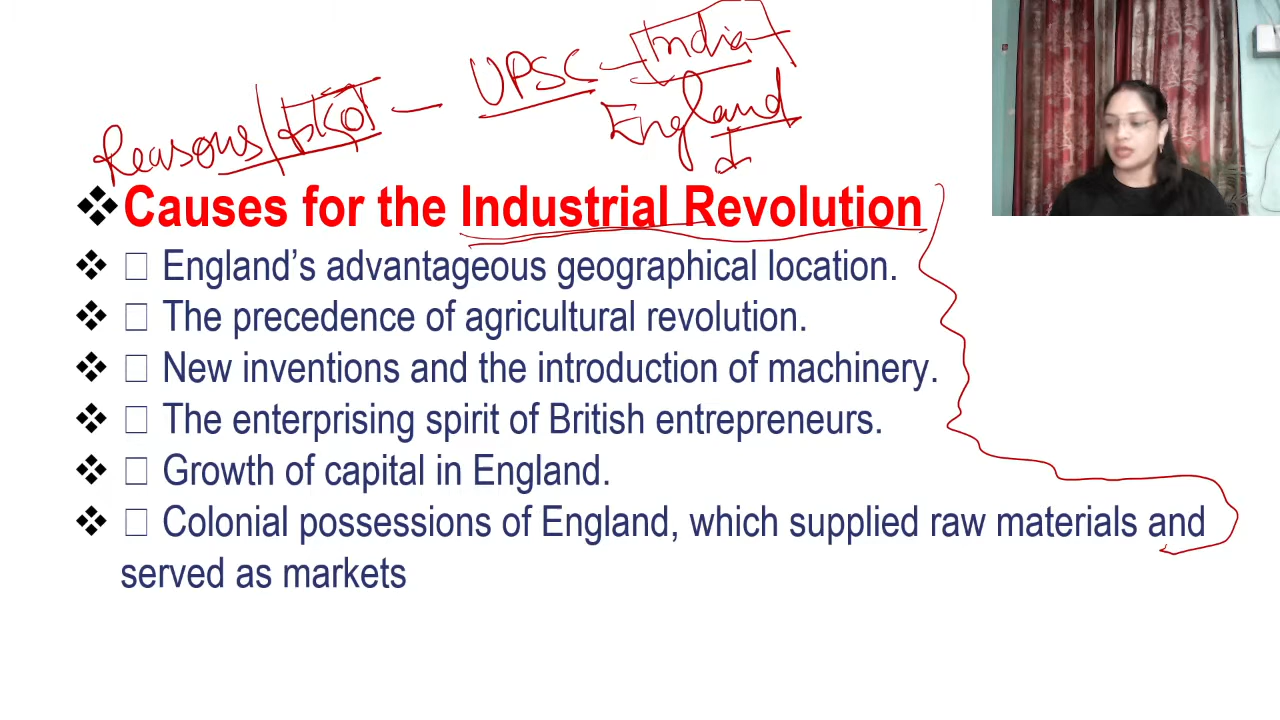 Reasons/कारण — UPSC — India
England
Causes for the Industrial Revolution
England's advantageous geographical location.
The precedence of agricultural revolution.
New inventions and the introduction of machinery.
The enterprising spirit of British entrepreneurs.
Growth of capital in England.
Colonial possessions of England, which supplied raw materials and
served as markets